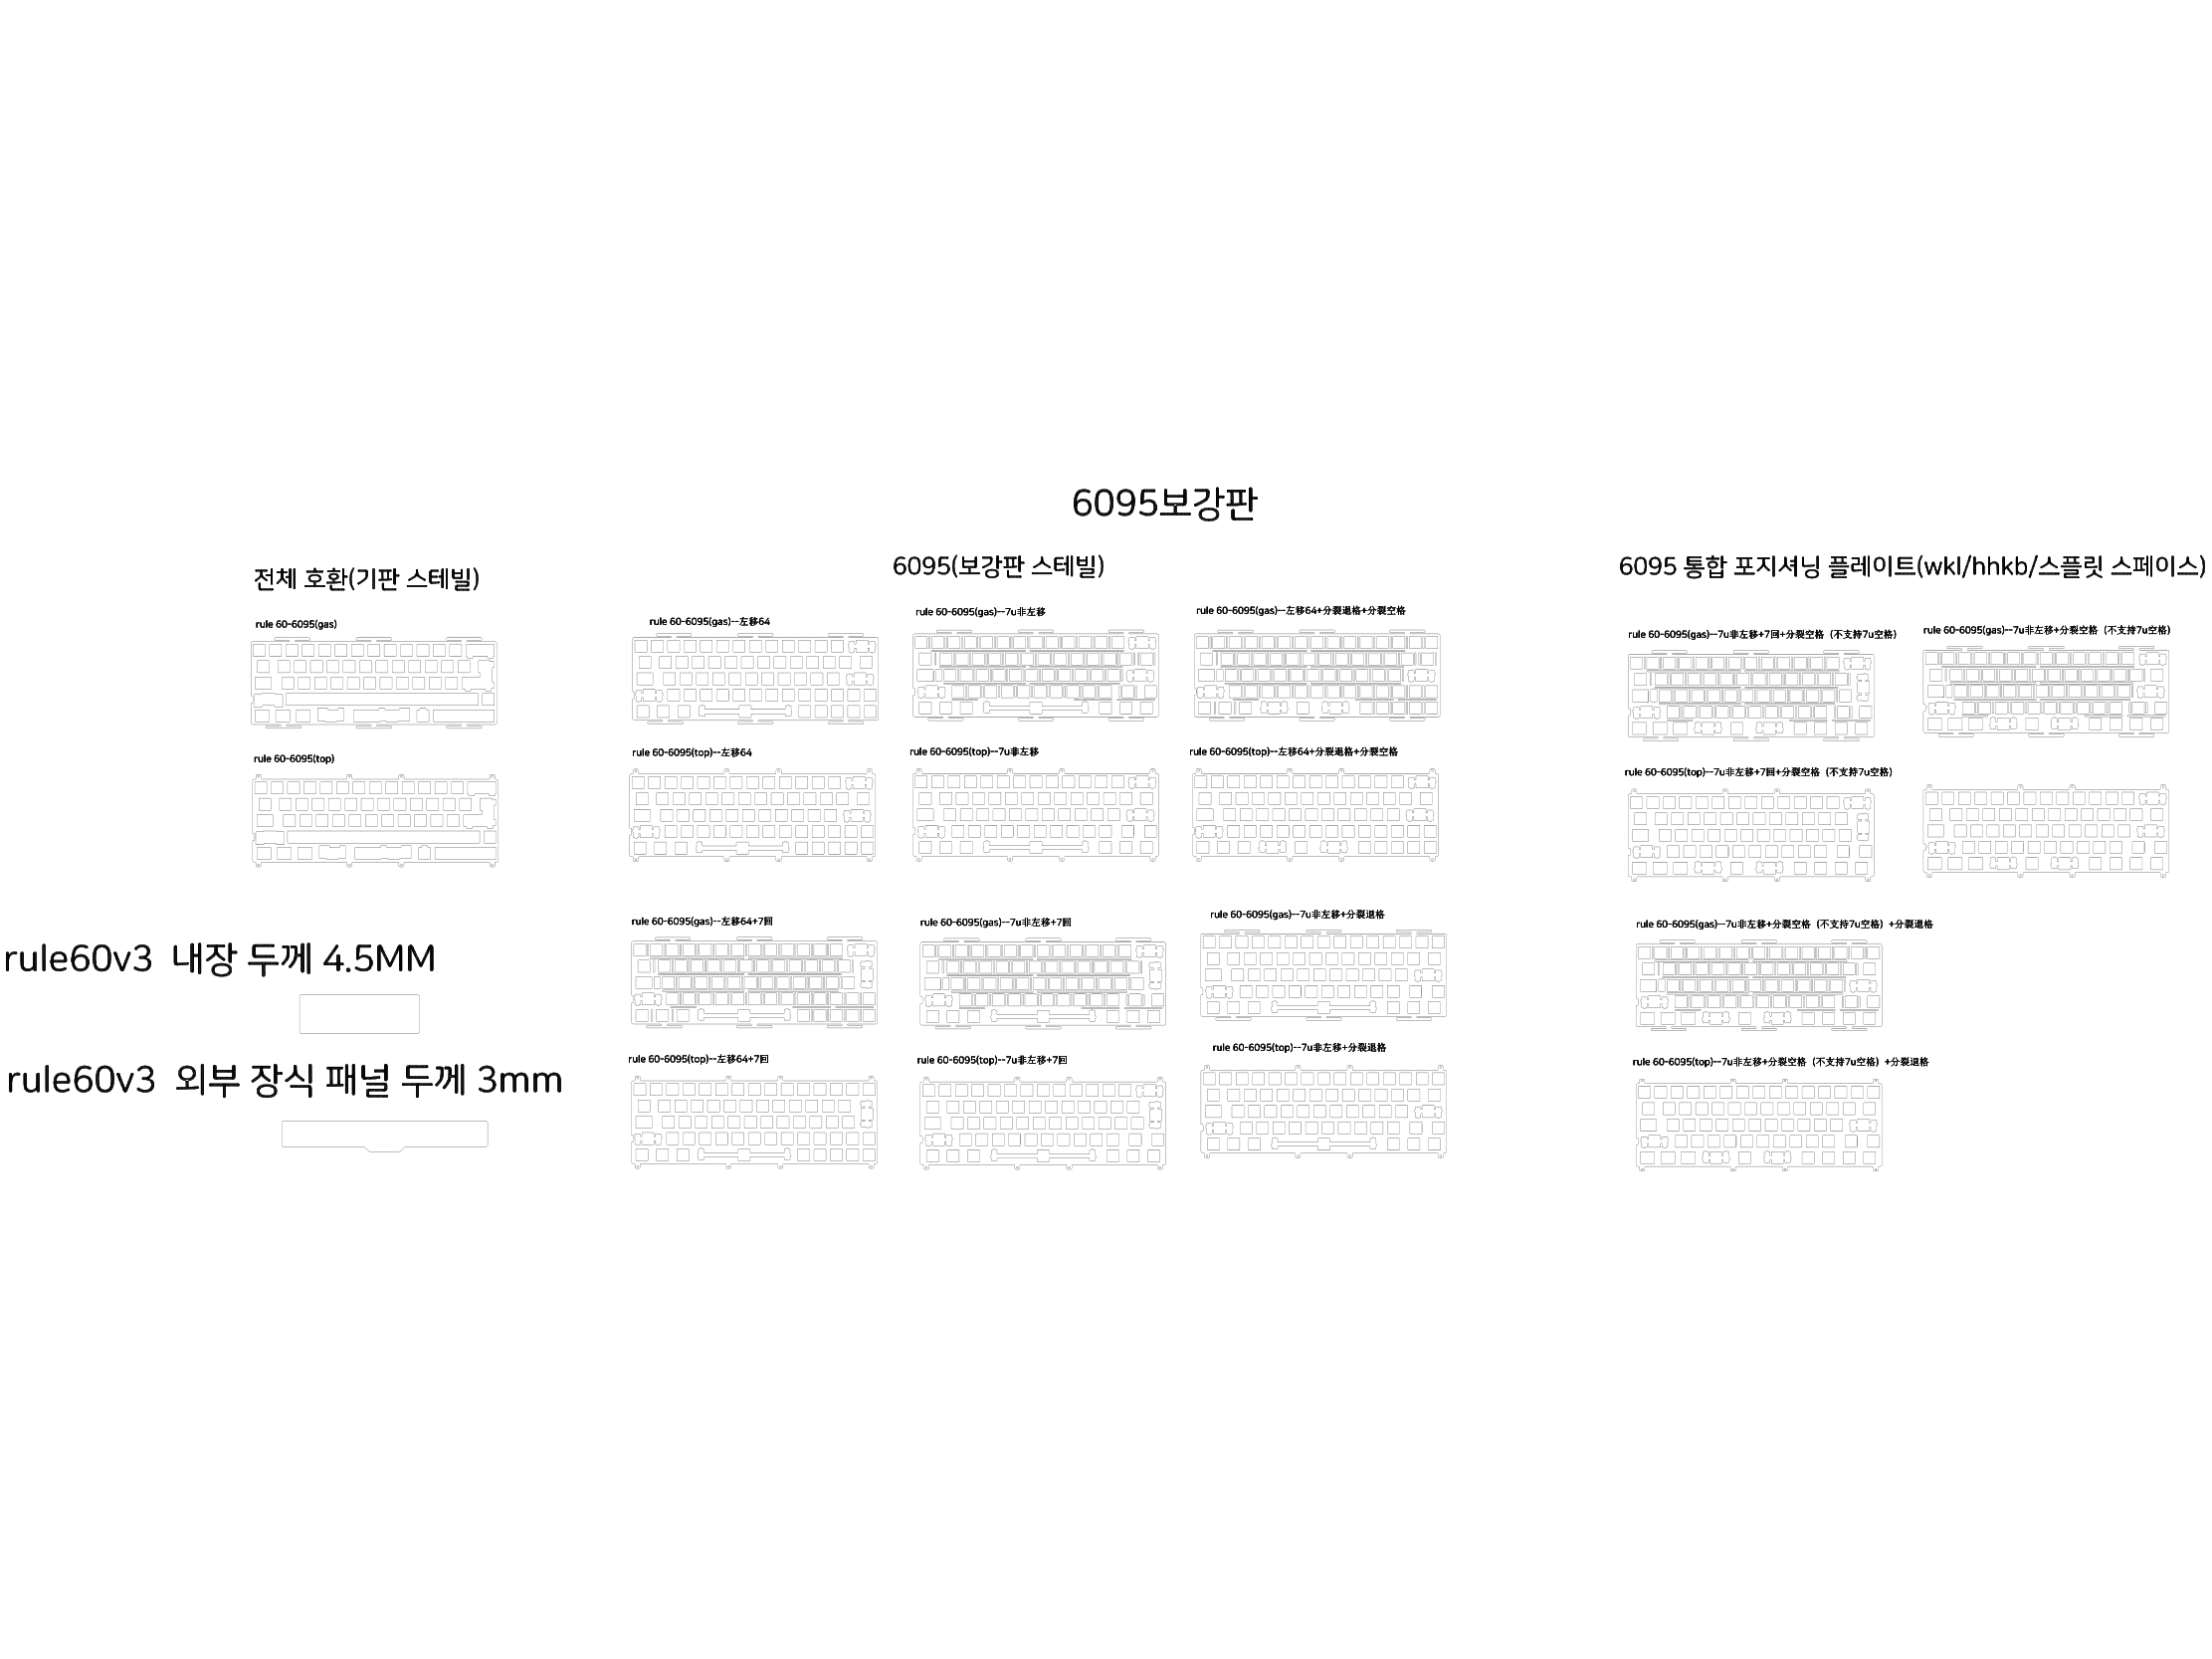 6095보강판
전체 호환(기판 스테빌)
rule 60-6095(gas)
rule 60-6095(top)
rule60v3 내장 두께 4.5MM
rule60v3 외부 장식 패널 두께 3mm
6095(보강판 스테빌)
rule 60-6095(gas)--左移64
rule 60-6095(gas)--7u非左移
rule 60-6095(gas)--左移64+分裂退格+分裂空格
rule 60-6095(top)--左移64
rule 60-6095(top)--7u非左移
rule 60-6095(top)--左移64+分裂退格+分裂空格
rule 60-6095(gas)--左移64+7回
rule 60-6095(gas)--7u非左移+7回
rule 60-6095(gas)--7u非左移+分裂退格
rule 60-6095(top)--左移64+7回
rule 60-6095(top)--7u非左移+7回
rule 60-6095(top)--7u非左移+分裂退格
6095 통합 포지셔닝 플레이트(wkl/hhkb/스플릿 스페이스)
rule 60-6095(gas)--7u非左移+7回+分裂空格（不支持7u空格）
rule 60-6095(gas)--7u非左移+分裂空格（不支持7u空格）
rule 60-6095(top)--7u非左移+7回+分裂空格（不支持7u空格）
rule 60-6095(gas)--7u非左移+分裂空格（不支持7u空格）+分裂退格
rule 60-6095(top)--7u非左移+分裂空格（不支持7u空格）+分裂退格